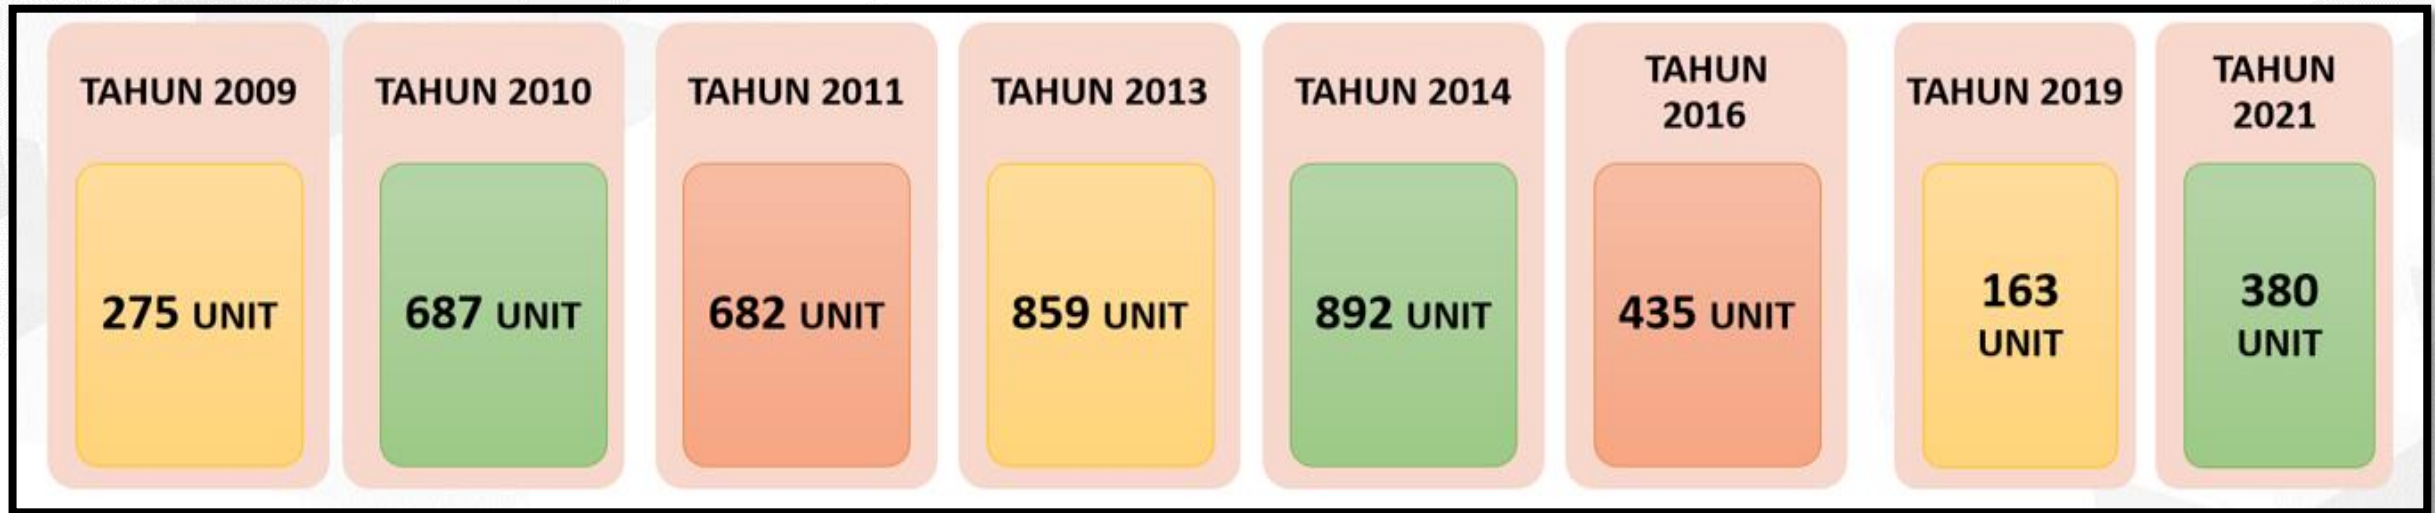 TAHUN 2009
275 UNIT
TAHUN 2010
687 UNIT
TAHUN 2011
682 UNIT
TAHUN 2013
859 UNIT
TAHUN 2014
892 UNIT
TAHUN
2016
435 UNIT
TAHUN 2019
163
UNIT
TAHUN
2021
380
UNIT